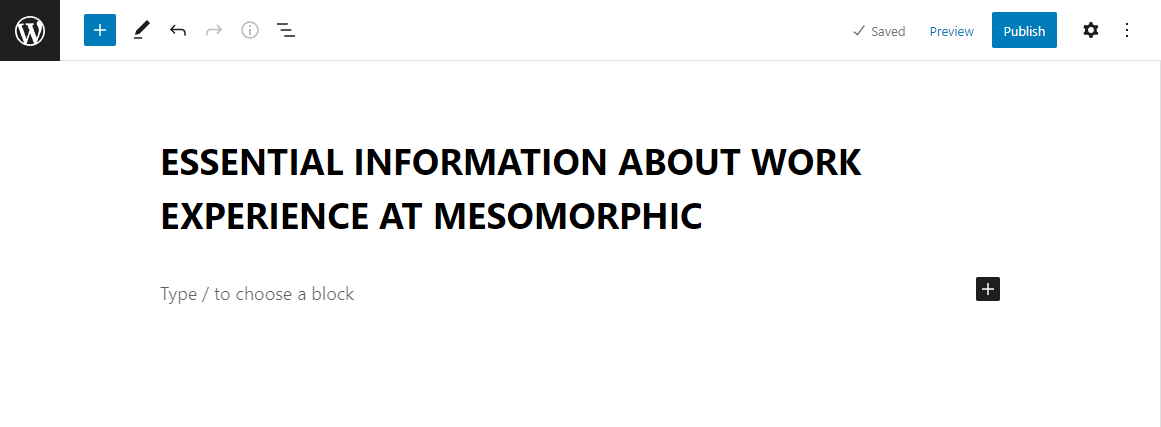 Saved Preview Publish
ESSENTIAL INFORMATION ABOUT WORK
EXPERIENCE AT MESOMORPHIC
Type / to choose a block